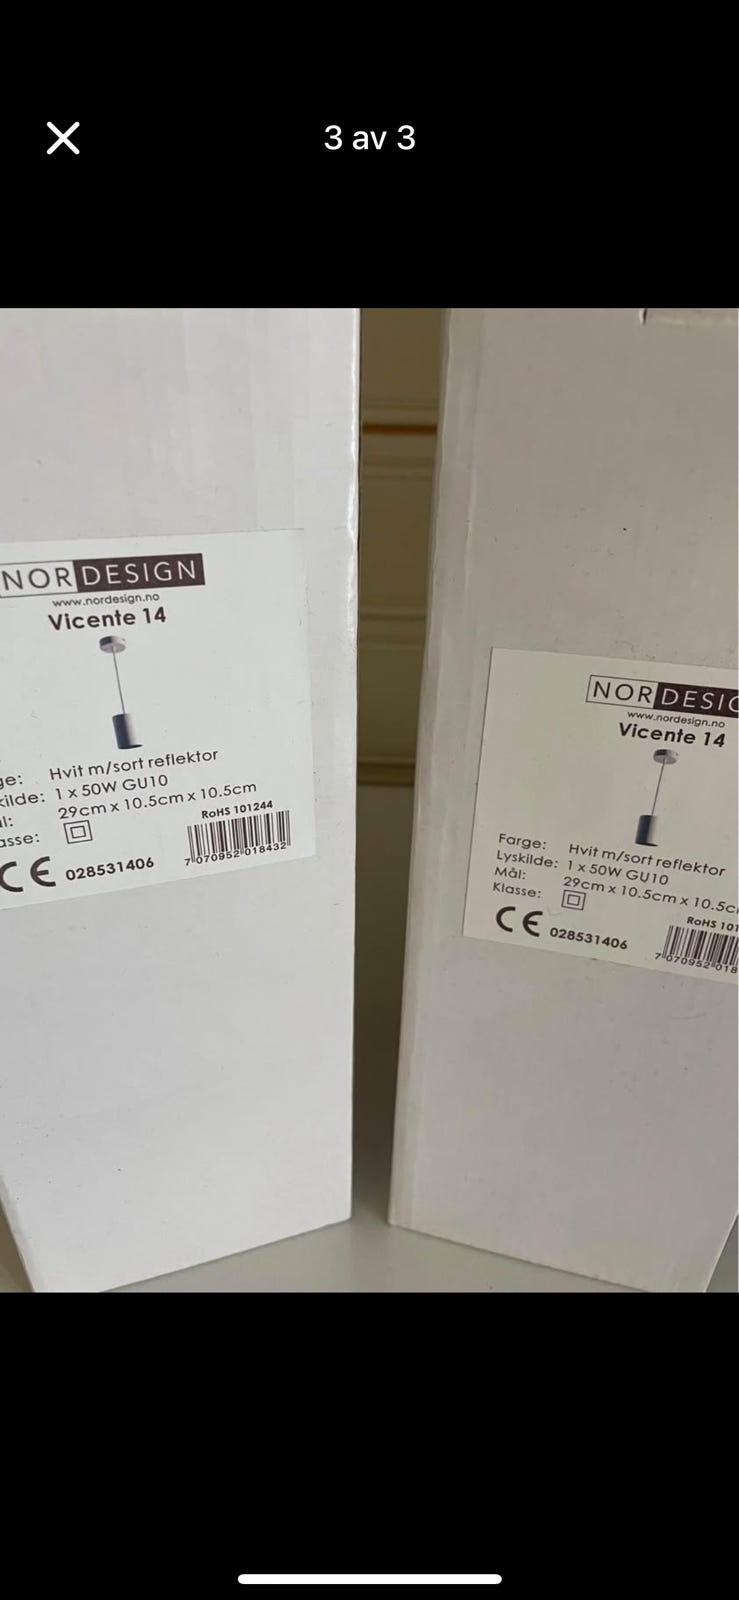 3 av 3
NORDESIGN
www.nordesign.no
Vicente 14
ge: Hvit m/sort reflektor
kilde: 1 x 50W GU10
l: 29cm x 10.5cm x 10.5cm
asse:
RoHS 101244
CE 028531406
7 070952 018432
NORDESIG
www.nordesign.no
Vicente 14
Farge: Hvit m/sort reflektor
Lyskilde: 1 x 50W GU10
Mål: 29cm x 10.5cm x 10.5c
Klasse:
RoHS 101
CE 028531406
7 070952 018